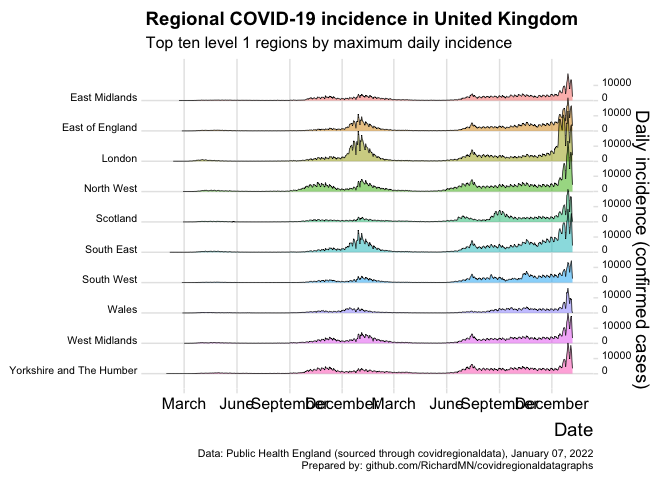 Regional COVID-19 incidence in United Kingdom
Top ten level 1 regions by maximum daily incidence
East Midlands
10000
0
East of England
10000
0
London
10000
0
North West
10000
0
Scotland
10000
0
South East
10000
0
South West
10000
0
Wales
10000
0
West Midlands
10000
0
Yorkshire and The Humber
10000
0
Daily incidence (confirmed cases)
March June September December March June September December
Date
Data: Public Health England (sourced through covidregionaldata), January 07, 2022
Prepared by: github.com/RichardMN/covidregionaldatagraphs